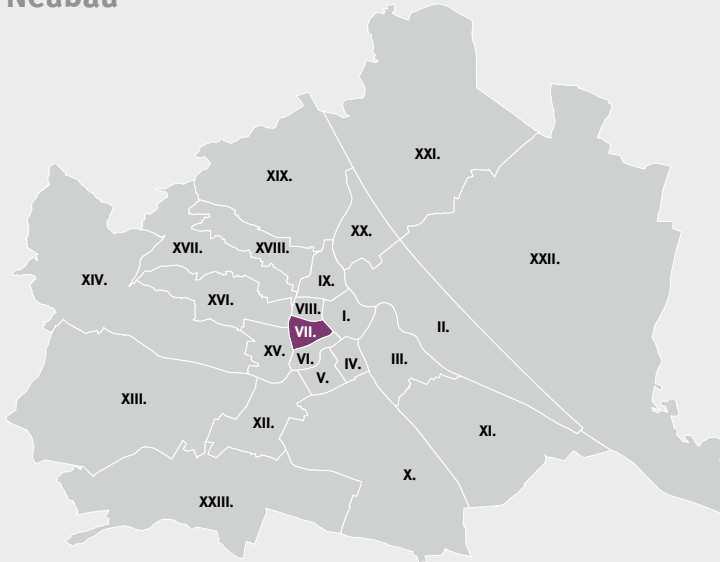 Neubau
XXI.
XIX.
XX.
XVII.
XVIII.
XXII.
XIV.
IX.
XVI.
VIII.
I.
II.
VII.
XV.
VI.
IV.
III.
V.
XIII.
XII.
XI.
X.
XXIII.